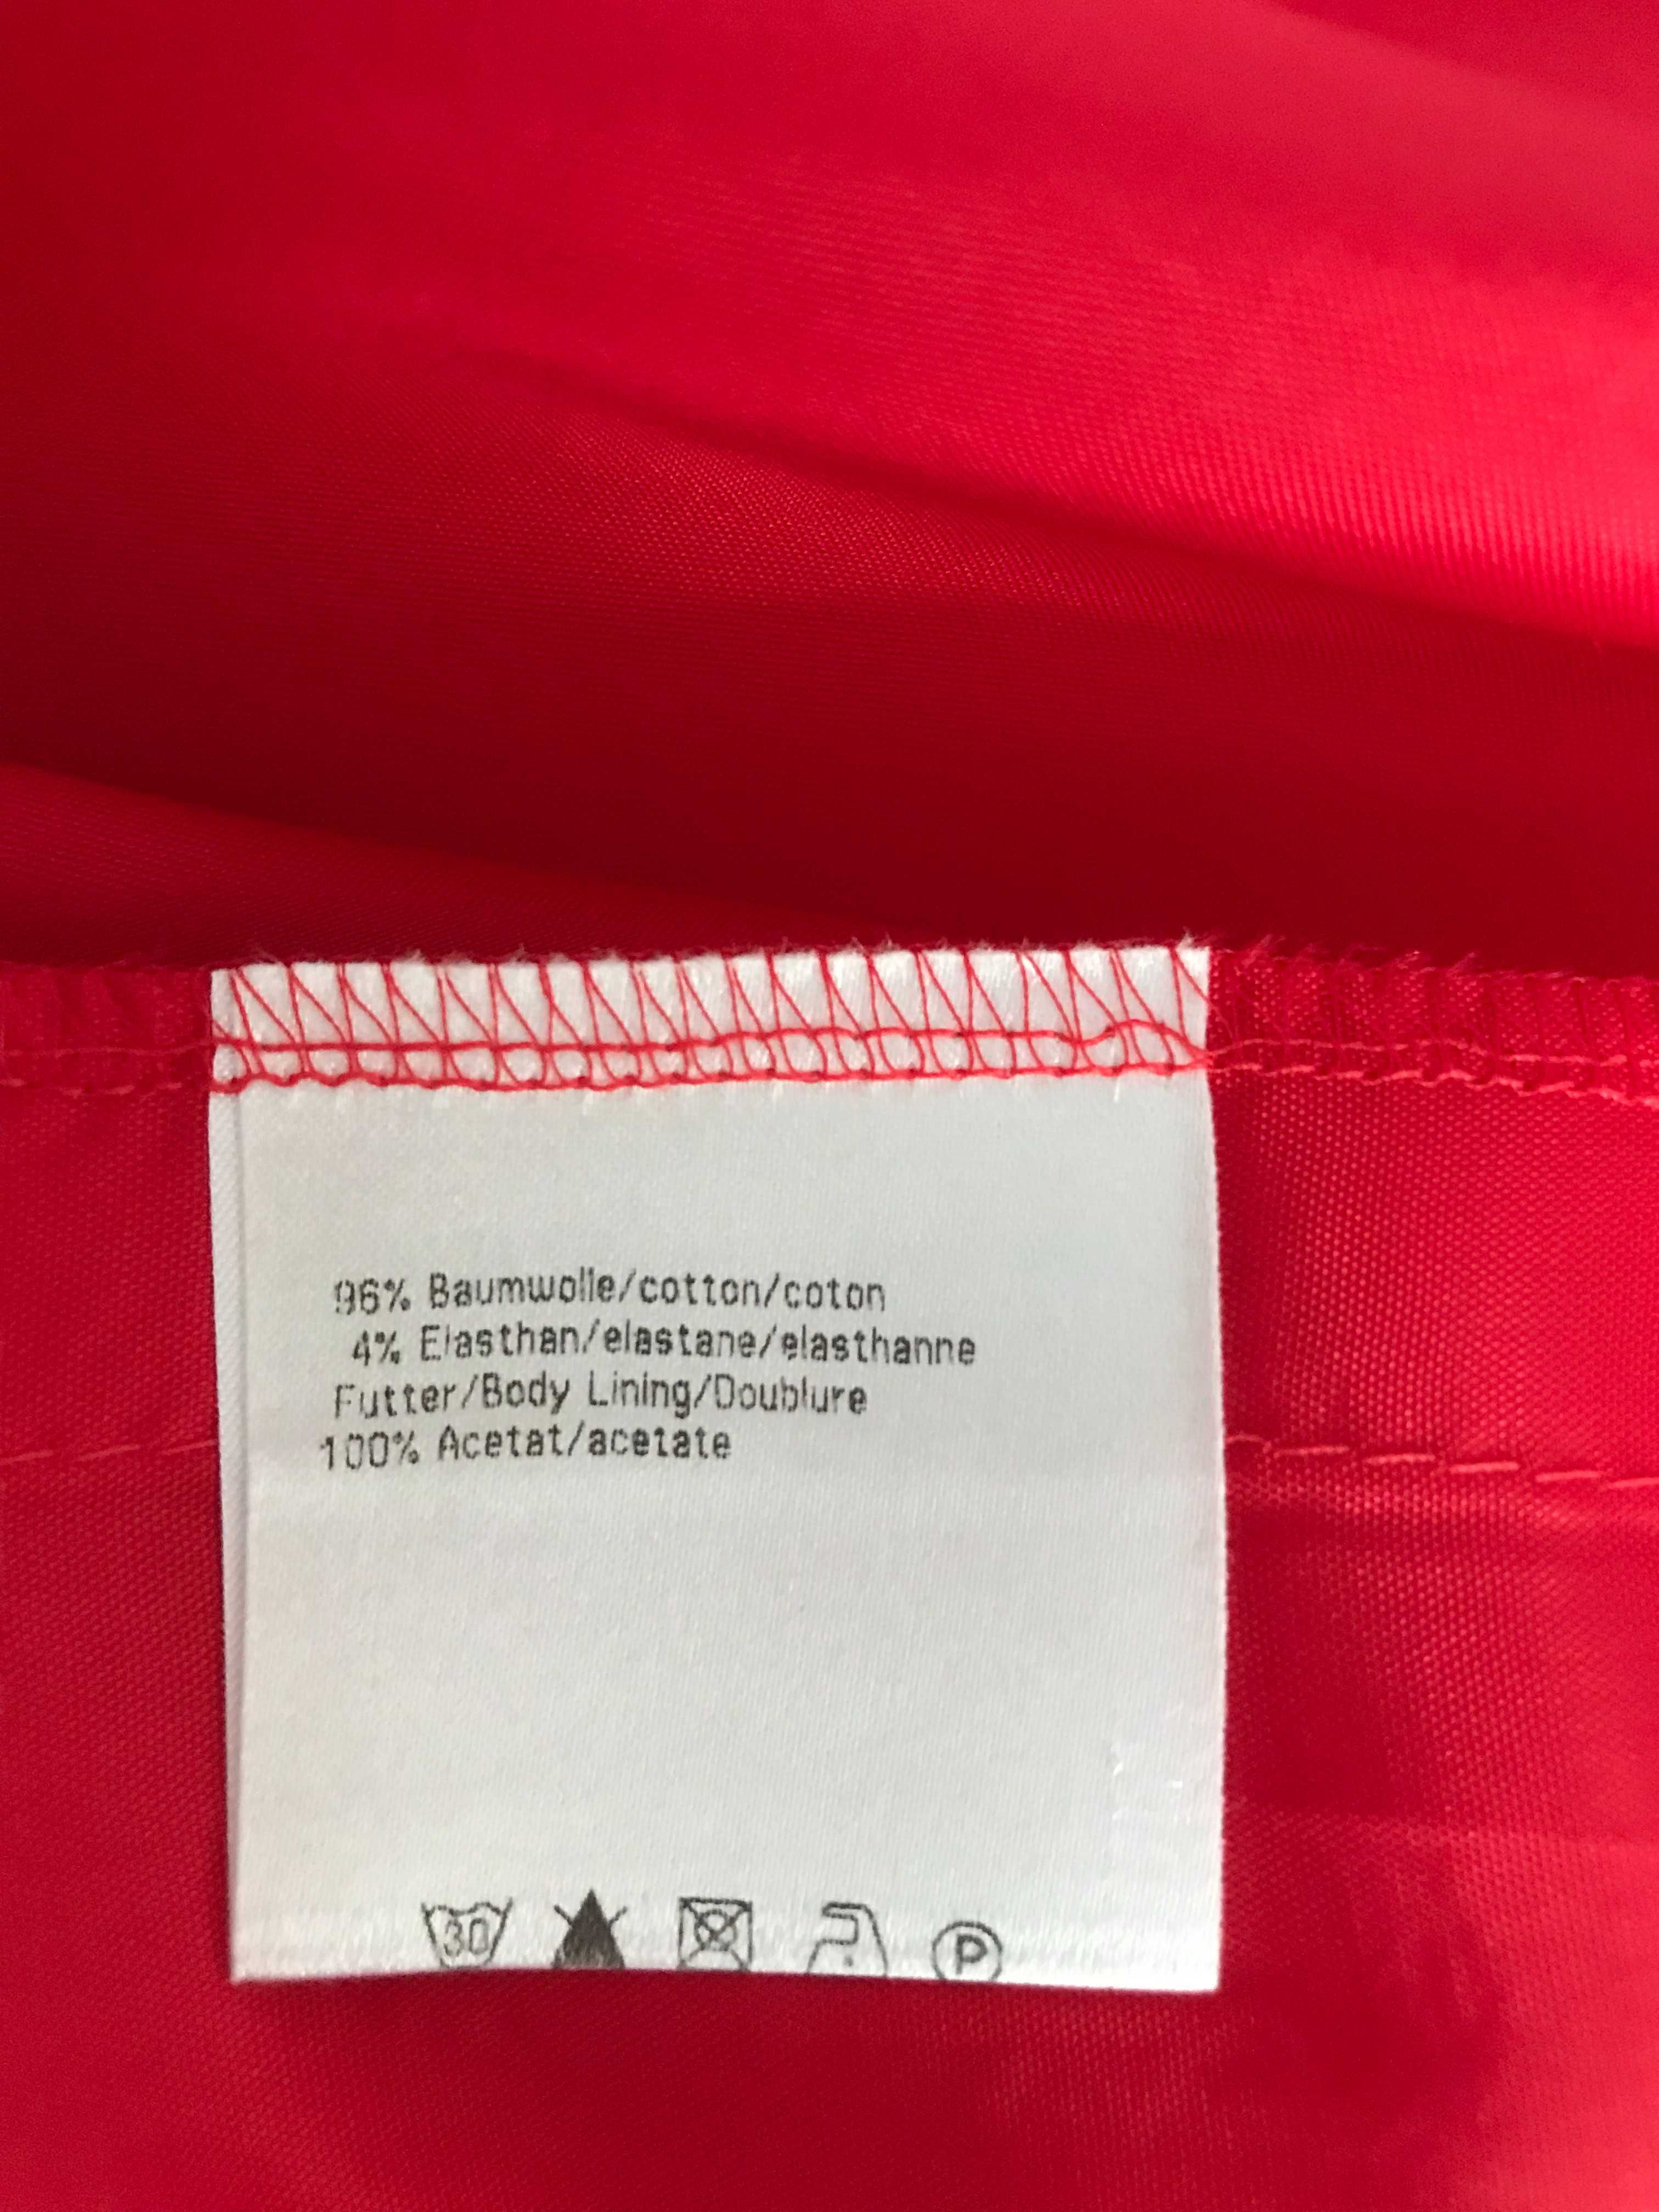 96% Baumwolle/cotton/coton
4% Elasthan/elastane/elasthanne
Futter/Body Lining/Doublure
100% Acetat/acetate
30 P